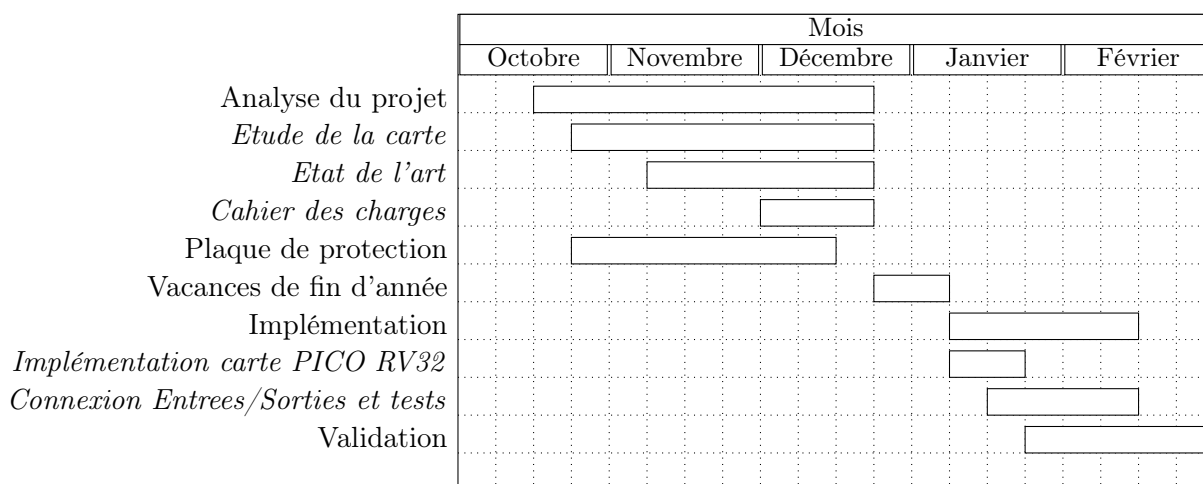 Mois
Octobre Novembre Décembre Janvier Février
Analyse du projet
Etude de la carte
Etat de l'art
Cahier des charges
Plaque de protection
Vacances de fin d'année
Implémentation
Implémentation carte PICO RV32
Connexion Entrees/Sorties et tests
Validation